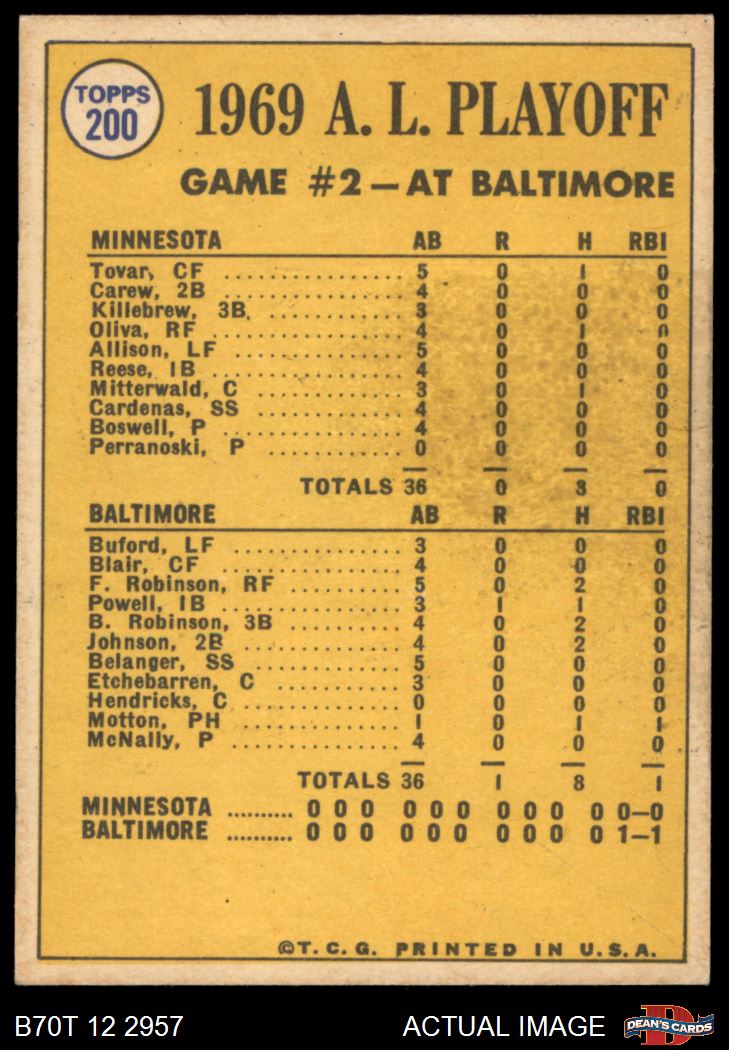 TOPPS
200
1969 A. L. PLAYOFF
GAME #2 — AT BALTIMORE
MINNESOTA AB R H RBI
Tovar, CF ................ 5 0 1 0
Carew, 2B ................ 4 0 0 0
Killebrew, 3B. ............. 3 0 0 0
Oliva, RF ................. 4 0 1 0
Allison, LF ............... 5 0 0 0
Reese, 1B ................ 4 0 0 0
Mitterwald, C ............. 3 0 1 0
Cardenas, SS ............. 4 0 0 0
Boswell, P ................ 4 0 0 0
Perranoski, P ............. 0 0 0 0
TOTALS 36 0 3 0
BALTIMORE AB R H RBI
Buford, LF ............... 3 0 0 0
Blair, CF ................. 4 0 0 0
F. Robinson, RF .......... 5 0 2 0
Powell, 1B ................ 3 1 1 0
B. Robinson, 3B .......... 4 0 2 0
Johnson, 2B .............. 4 0 2 0
Belanger, SS ............. 5 0 0 0
Etchebarren, C ........... 3 0 0 0
Hendricks, C ............. 0 0 0 0
Motton, PH .............. 1 0 1 1
McNally, P ............... 4 0 0 0
TOTALS 36 1 8 1
MINNESOTA .......... 0 0 0 0 0 0 0 0 0 0 0—0
BALTIMORE .......... 0 0 0 0 0 0 0 0 0 0 1—1
©T. C. G. PRINTED IN U. S. A.
B70T 12 2957 ACTUAL IMAGE DEAN'S CARDS